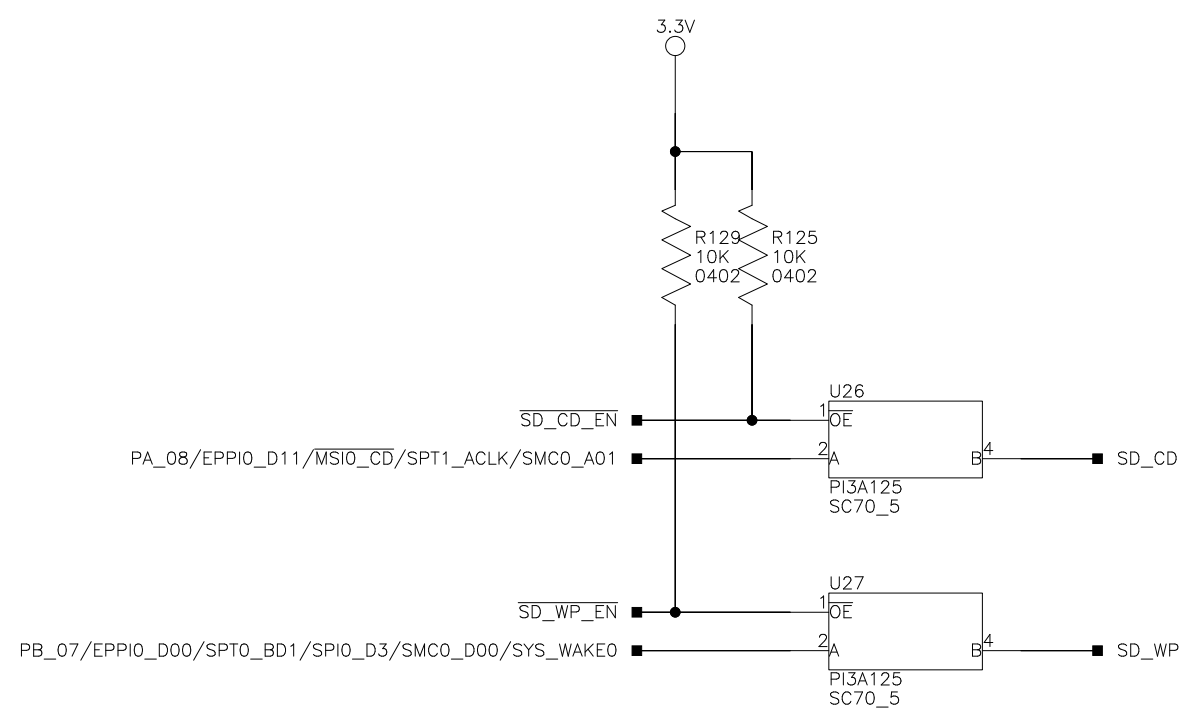 3.3V
R129
10K
0402
R125
10K
0402
U26
SD_CD_EN
1
OE
PA_08/EPPI0_D11/MSI0_CD/SPT1_ACLK/SMC0_A01
2
A
B
4
SD_CD
PI3A125
SC70_5
U27
SD_WP_EN
1
OE
PB_07/EPPI0_D00/SPT0_BD1/SPI0_D3/SMC0_D00/SYS_WAKE0
2
A
B
4
SD_WP
PI3A125
SC70_5